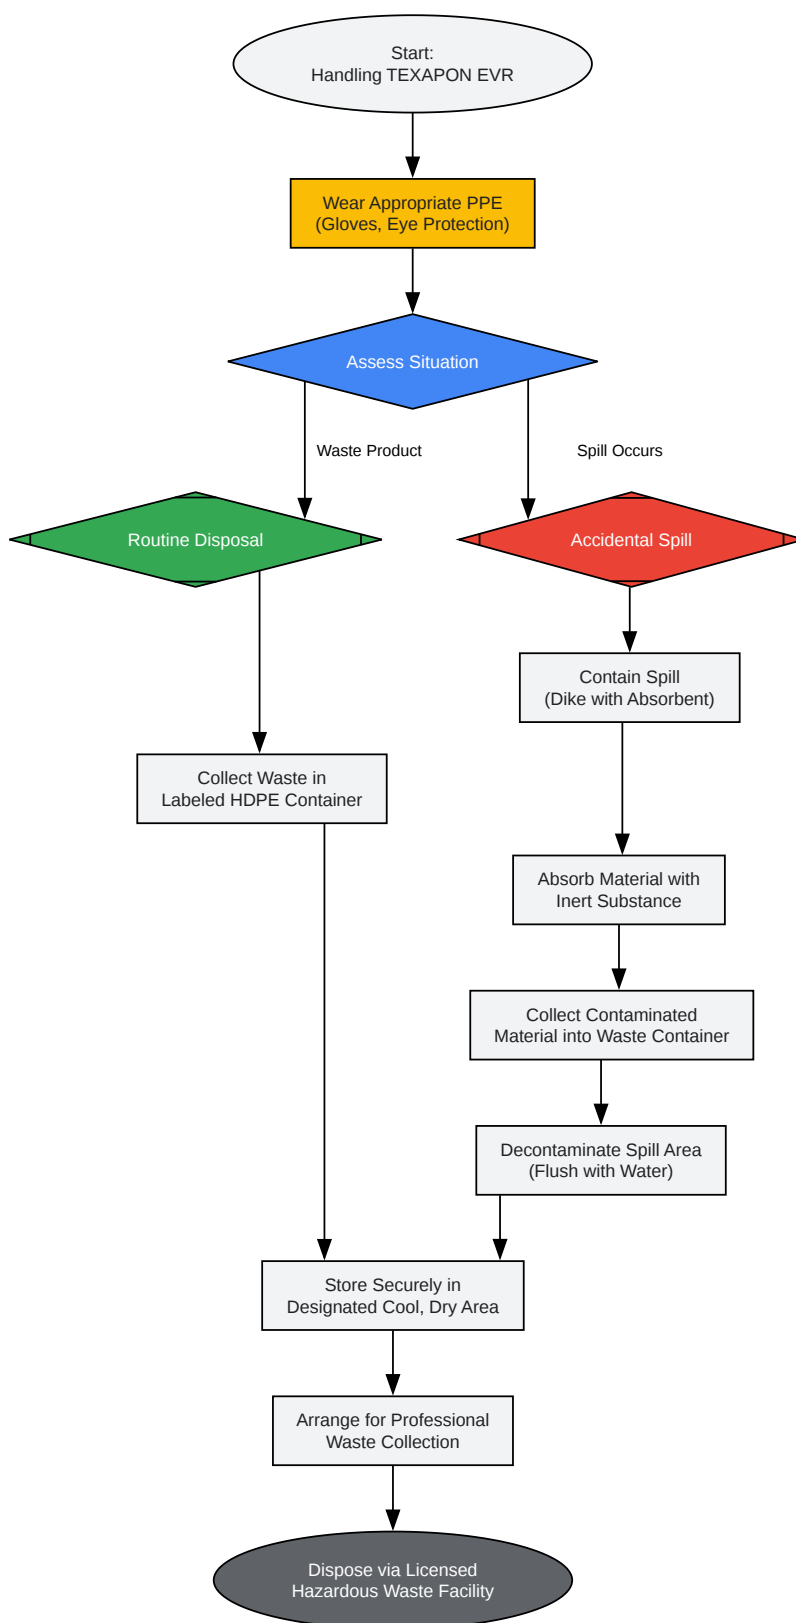 Start:
Handling TEXAPON EVR
Wear Appropriate PPE
(Gloves, Eye Protection)
Assess Situation
Waste Product
Spill Occurs
Routine Disposal
Accidental Spill
Contain Spill
(Dike with Absorbent)
Collect Waste in
Labeled HDPE Container
Absorb Material with
Inert Substance
Collect Contaminated
Material into Waste Container
Decontaminate Spill Area
(Flush with Water)
Store Securely in
Designated Cool, Dry Area
Arrange for Professional
Waste Collection
Dispose via Licensed
Hazardous Waste Facility